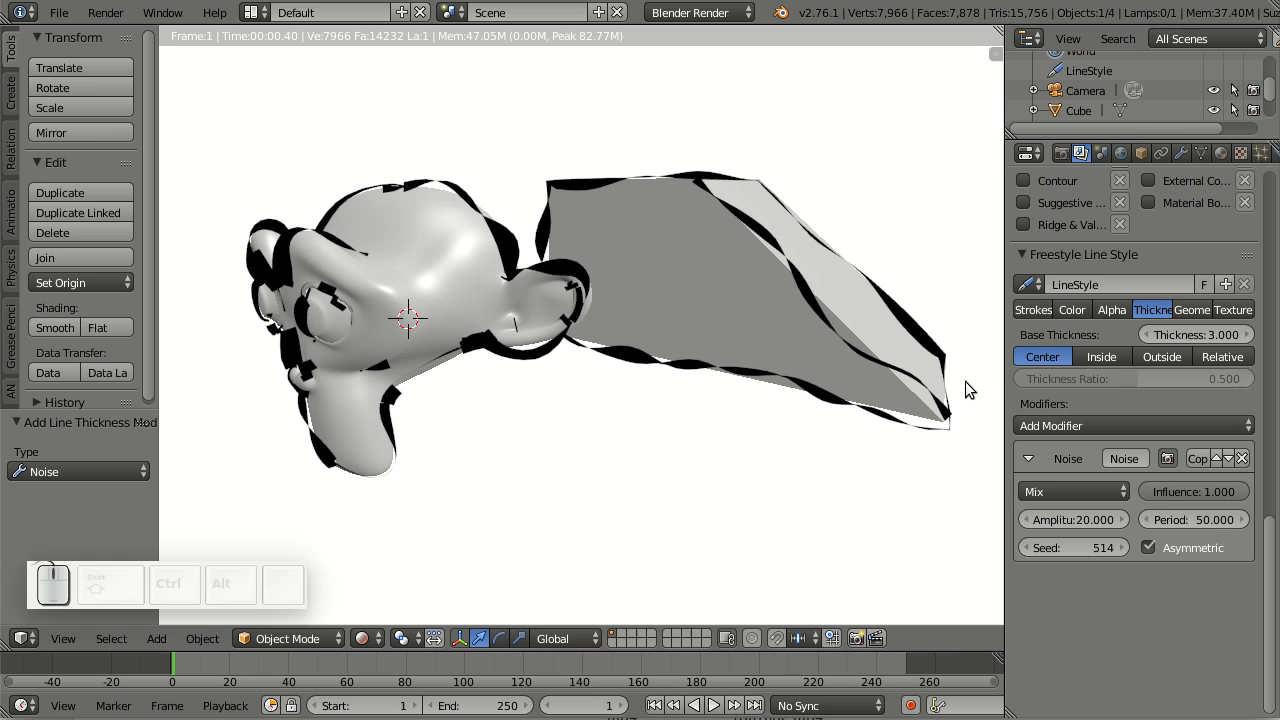 File Render Window Help Default Scene Blender Render v2.76.1 | Verts:7,966 | Faces:7,878 | Tris:15,756 | Objects:1/4 | Lamps:0/1 | Mem:37.40M (0.00M) | Su
Frame:1 | Time:00:00.40 | Ve:7966 Fa:14232 La:1 | Mem:47.05M (0.00M, Peak 82.77M)
View Search All Scenes
World
LineStyle
Camera
Cube
Tools
Create
Relation
Animatio
Physics
Grease Penci
AN
Transform
Translate
Rotate
Scale
Mirror
Edit
Duplicate
Duplicate Linked
Delete
Join
Set Origin
Shading:
Smooth Flat
Data Transfer:
Data Data La
History
Add Line Thickness Mod
Type
Noise
Shift
Ctrl
Alt
Contour External Co...
Suggestive ... Material Bo...
Ridge & Val...
Freestyle Line Style
LineStyle F
Strokes Color Alpha Thickne Geome Texture
Base Thickness: Thickness: 3.000
Center Inside Outside Relative
Thickness Ratio: 0.500
Modifiers:
Add Modifier
Noise Noise Cop
Mix Influence: 1.000
Amplitu:20.000 Period: 50.000
Seed: 514 Asymmetric
View Select Add Object Object Mode Global
-40 -20 0 20 40 60 80 100 120 140 160 180 200 220 240 260
View Marker Frame Playback Start: 1 End: 250 1 No Sync